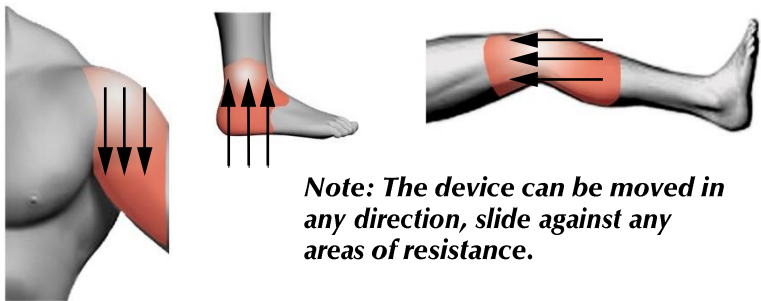 Note: The device can be moved in
any direction, slide against any
areas of resistance.